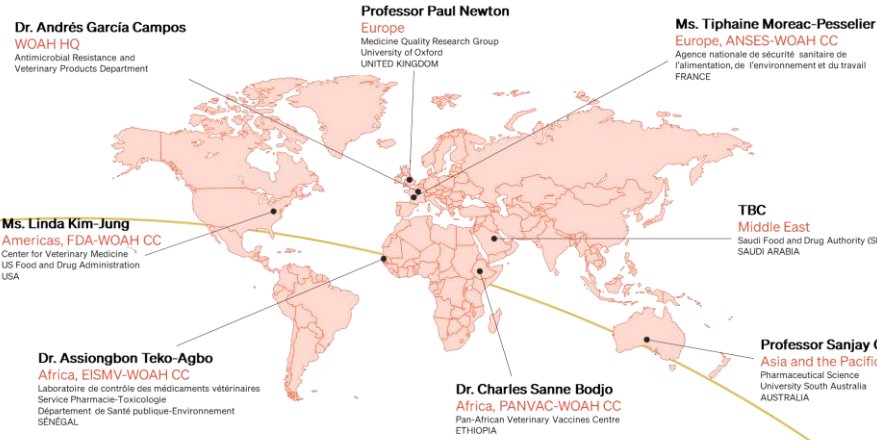 Dr. Andrés García Campos
WOAH HQ
Antimicrobial Resistance and
Veterinary Products Department
Professor Paul Newton
Europe
Medicine Quality Research Group
University of Oxford
UNITED KINGDOM
Ms. Tiphaine Moreac-Pesselier
Europe, ANSES-WOAH CC
Agence nationale de sécurité sanitaire de
l'alimentation, de l'environnement et du travail
FRANCE
Ms. Linda Kim-Jung
Americas, FDA-WOAH CC
Center for Veterinary Medicine
US Food and Drug Administration
USA
TBC
Middle East
Saudi Food and Drug Authority
SAUDI ARABIA
Dr. Assiongbon Teko-Agbo
Africa, EISMV-WOAH CC
Laboratoire de contrôle des médicaments vétérinaires
Service Pharmacie-Toxicologie
Département de Santé publique-Environnement
SÉNÉGAL
Dr. Charles Sanne Bodjo
Africa, PANVAC-WOAH CC
Pan-African Veterinary Vaccines Centre
ETHIOPIA
Professor Sanjay
Asia and the Pacific
Pharmaceutical Science
University South Australia
AUSTRALIA